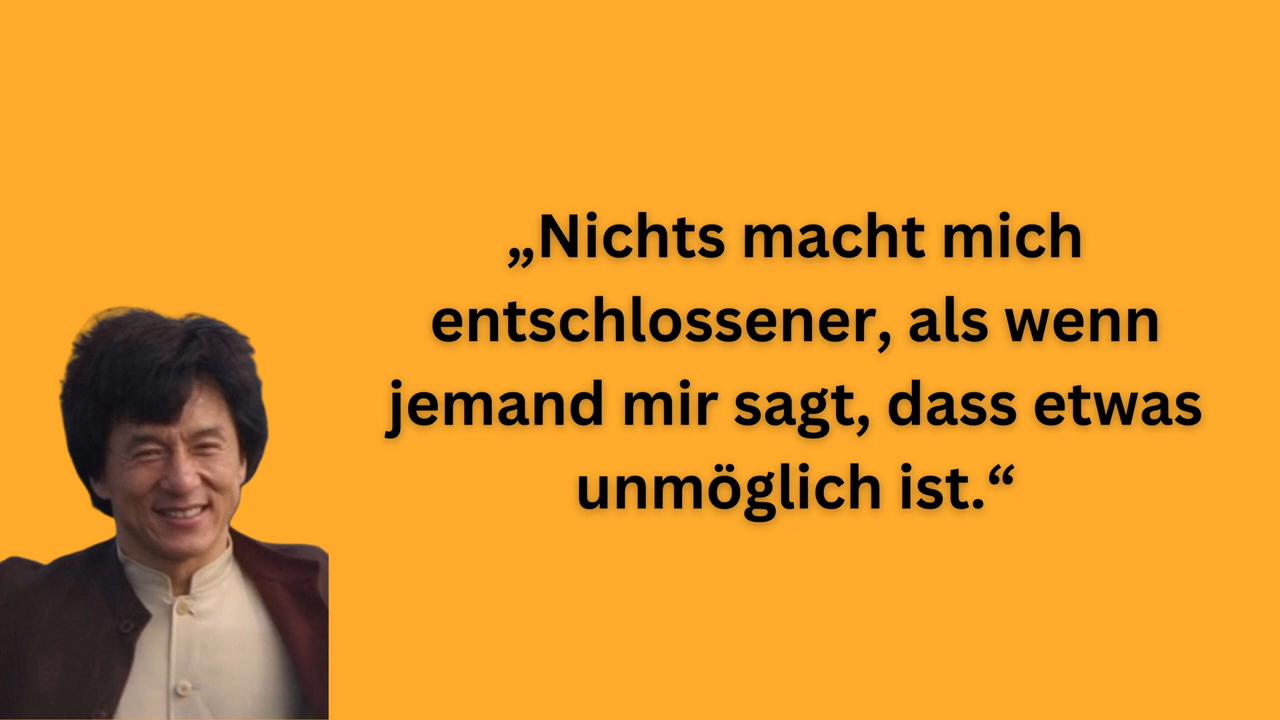 „Nichts macht mich
entschlossener, als wenn
jemand mir sagt, dass etwas
unmöglich ist.“